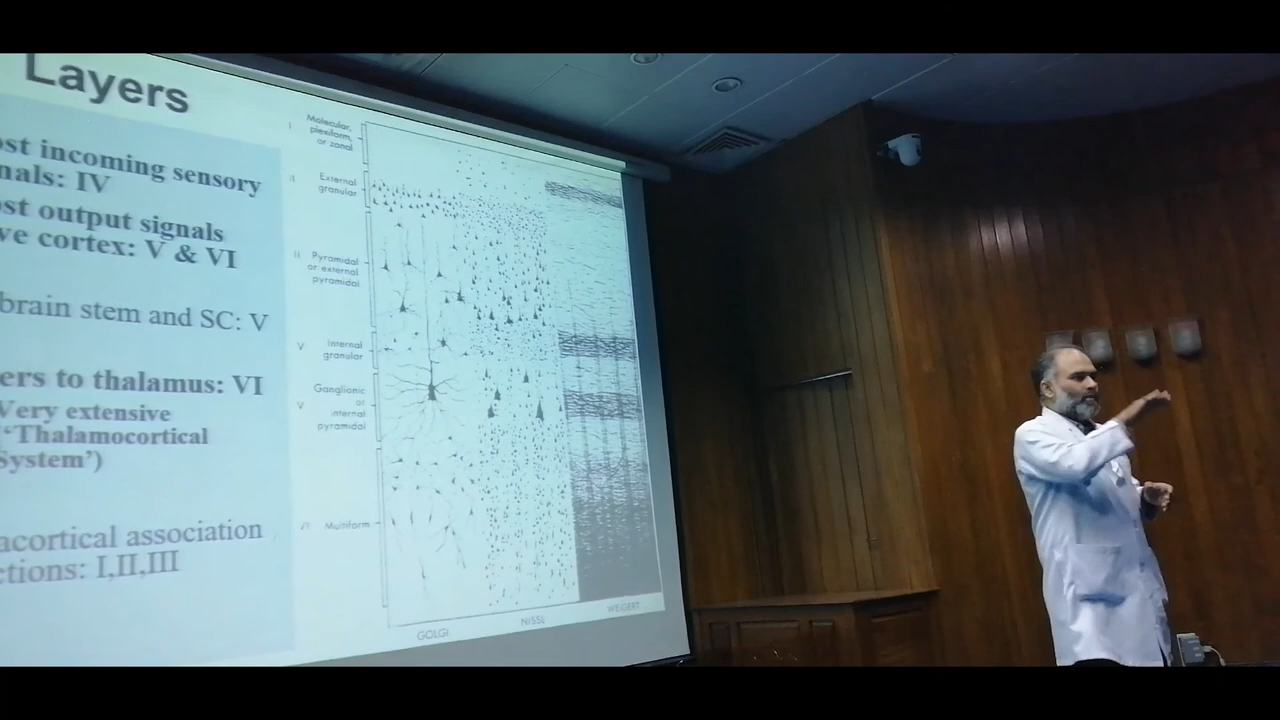 Layers
ost incoming sensory
nals: IV
ost output signals
ve cortex: V & VI
brain stem and SC: V
ers to thalamus: VI
Very extensive
('Thalamocortical
System')
acortical association
ctions: I,II,III
I
Molecular,
plexiform,
or zonal
II
External
granular
II
Pyramidal
or external
pyramidal
V
Internal
granular
V
Ganglionic
or
internal
pyramidal
VI
Multiform
GOLGI
NISSL
WEIGERT